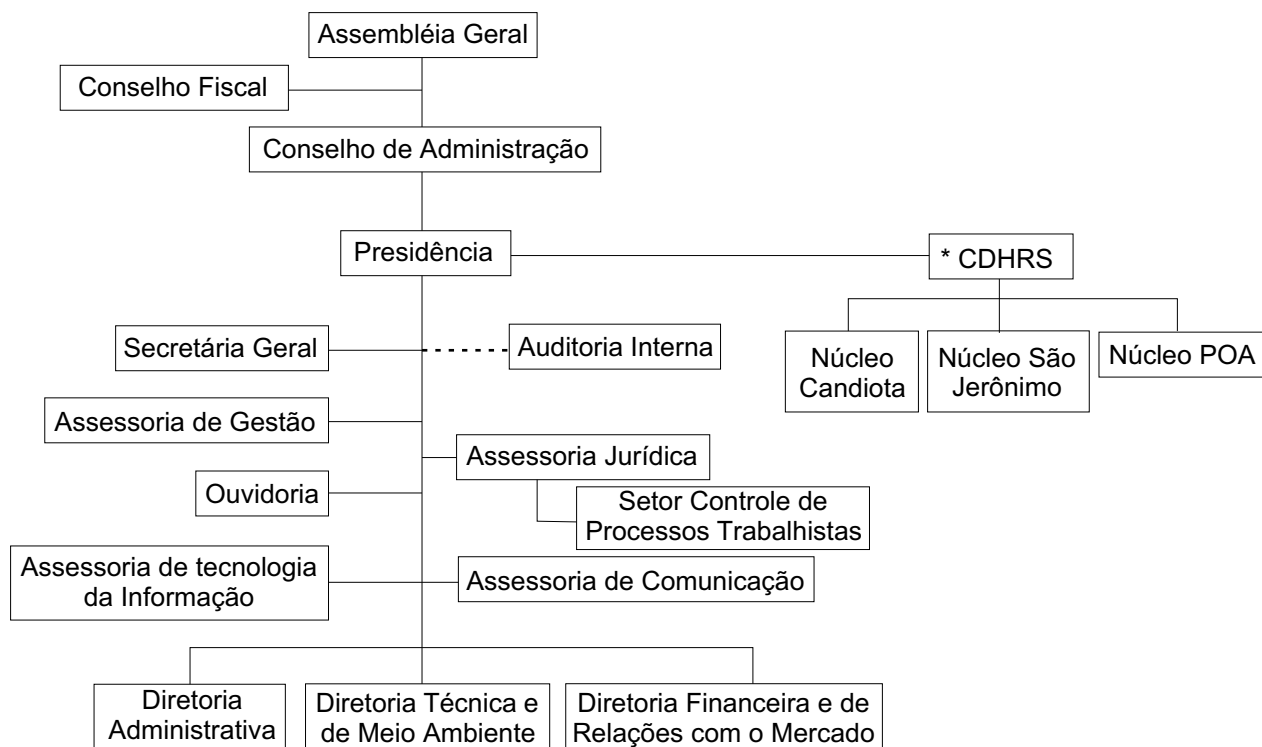 Assembléia Geral
Conselho Fiscal
Conselho de Administração
Presidência
* CDHRS
Secretária Geral
Auditoria Interna
Núcleo
Candiota
Núcleo São
Jerônimo
Núcleo POA
Assessoria de Gestão
Assessoria Jurídica
Ouvidoria
Setor Controle de
Processos Trabalhistas
Assessoria de tecnologia
da Informação
Assessoria de Comunicação
Diretoria
Administrativa
Diretoria Técnica e
de Meio Ambiente
Diretoria Financeira e de
Relações com o Mercado